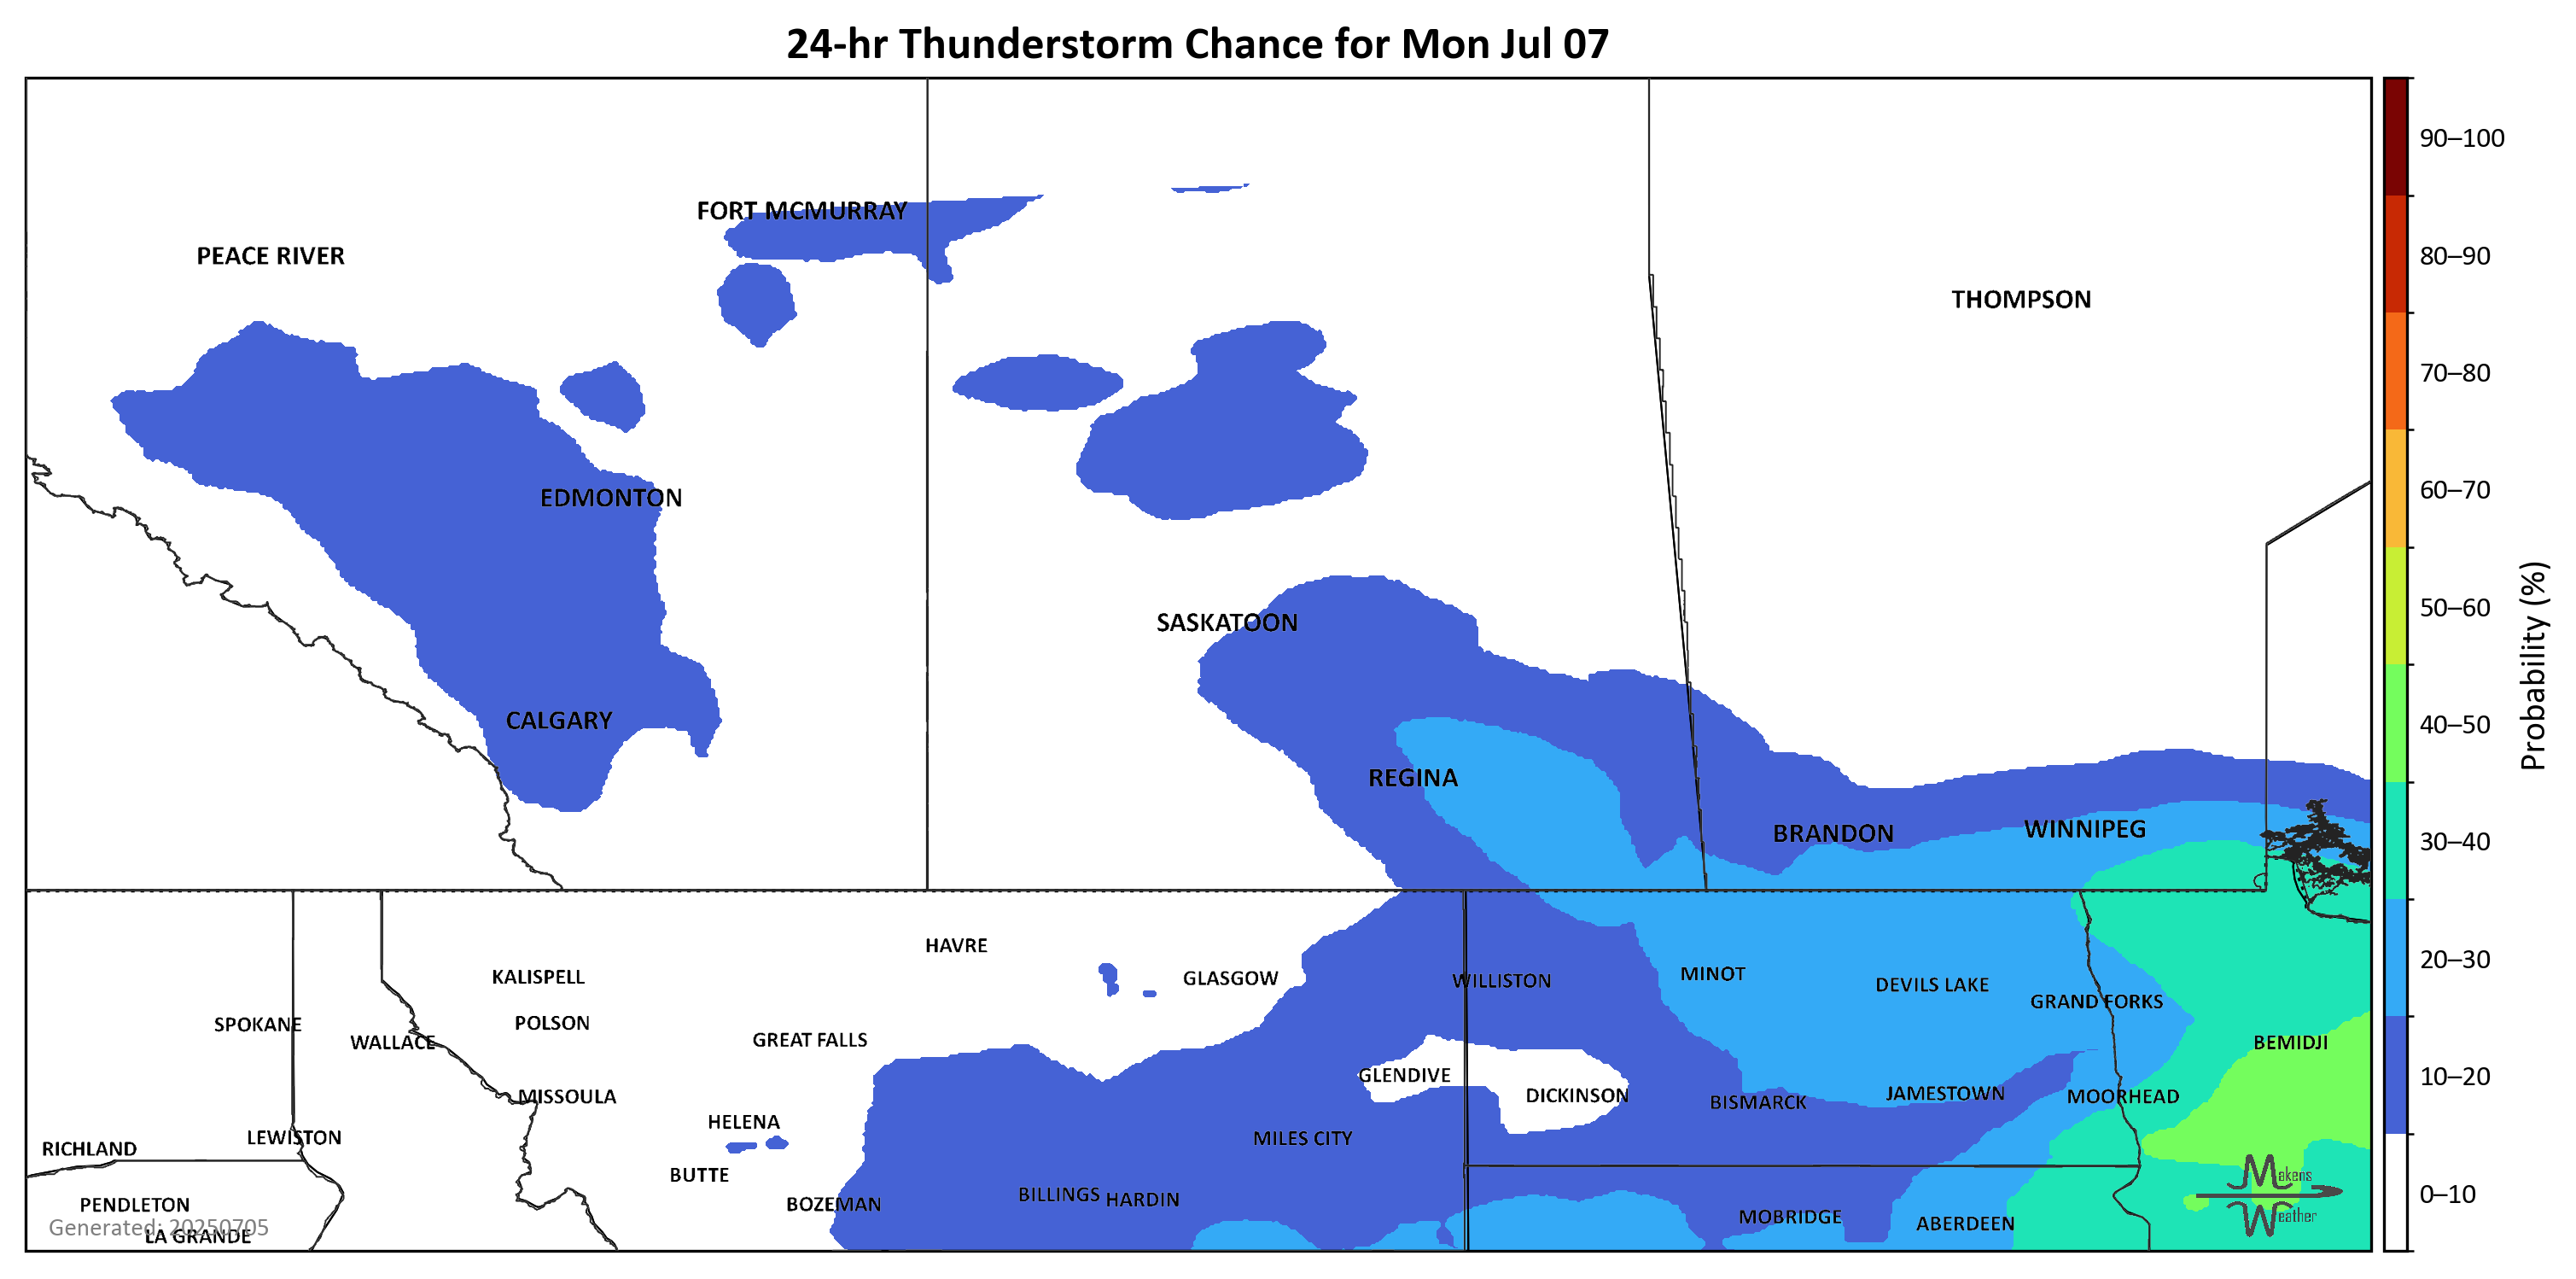 24-hr Thunderstorm Chance for Mon Jul 07
FORT MCMURRAY
PEACE RIVER
THOMPSON
EDMONTON
SASKATOON
CALGARY
REGINA
BRANDON
WINNIPEG
HAVRE
KALISPELL
GLASGOW
WILLISTON
MINOT
DEVILS LAKE
GRAND FORKS
SPOKANE
POLSON
WALLACE
GREAT FALLS
BEMIDJI
GLENDIVE
DICKINSON
MISSOULA
BISMARCK
JAMESTOWN
MOORHEAD
HELENA
LEWISTON
MILES CITY
RICHLAND
BUTTE
BILLINGS
HARDIN
PENDLETON
BOZEMAN
MOBRIDGE
ABERDEEN
Generated: 20250705
LA GRANDE
Makens
Weather
90–100
80–90
70–80
60–70
50–60
40–50
30–40
20–30
10–20
0–10
Probability (%)